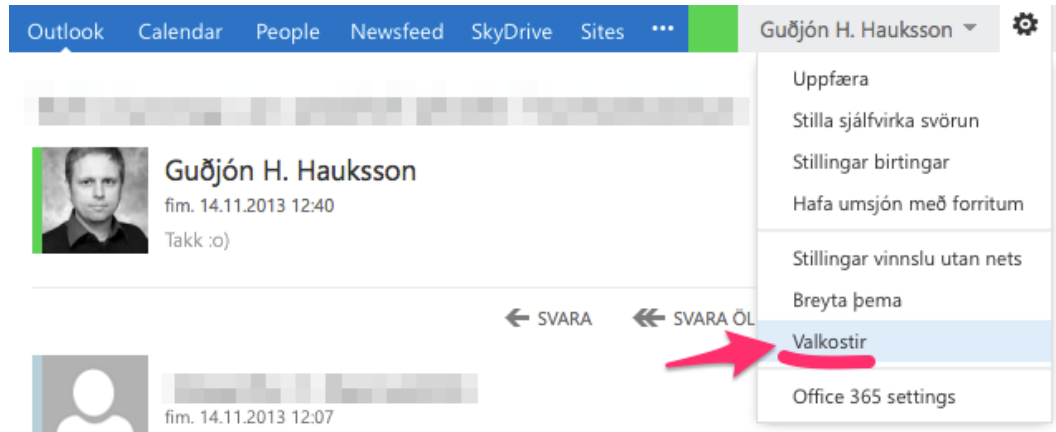 Outlook Calendar People Newsfeed SkyDrive Sites ••• Guðjón H. Hauksson
Uppfæra
Stilla sjálfvirka svörun
Stillingar birtingar
Hafa umsjón með forritum
Stillingar vinnslu utan nets
Breyta þema
Valkostir
Office 365 settings
Guðjón H. Hauksson
fim. 14.11.2013 12:40
Takk :o)
SVARA SVARA ÖL
fim. 14.11.2013 12:07